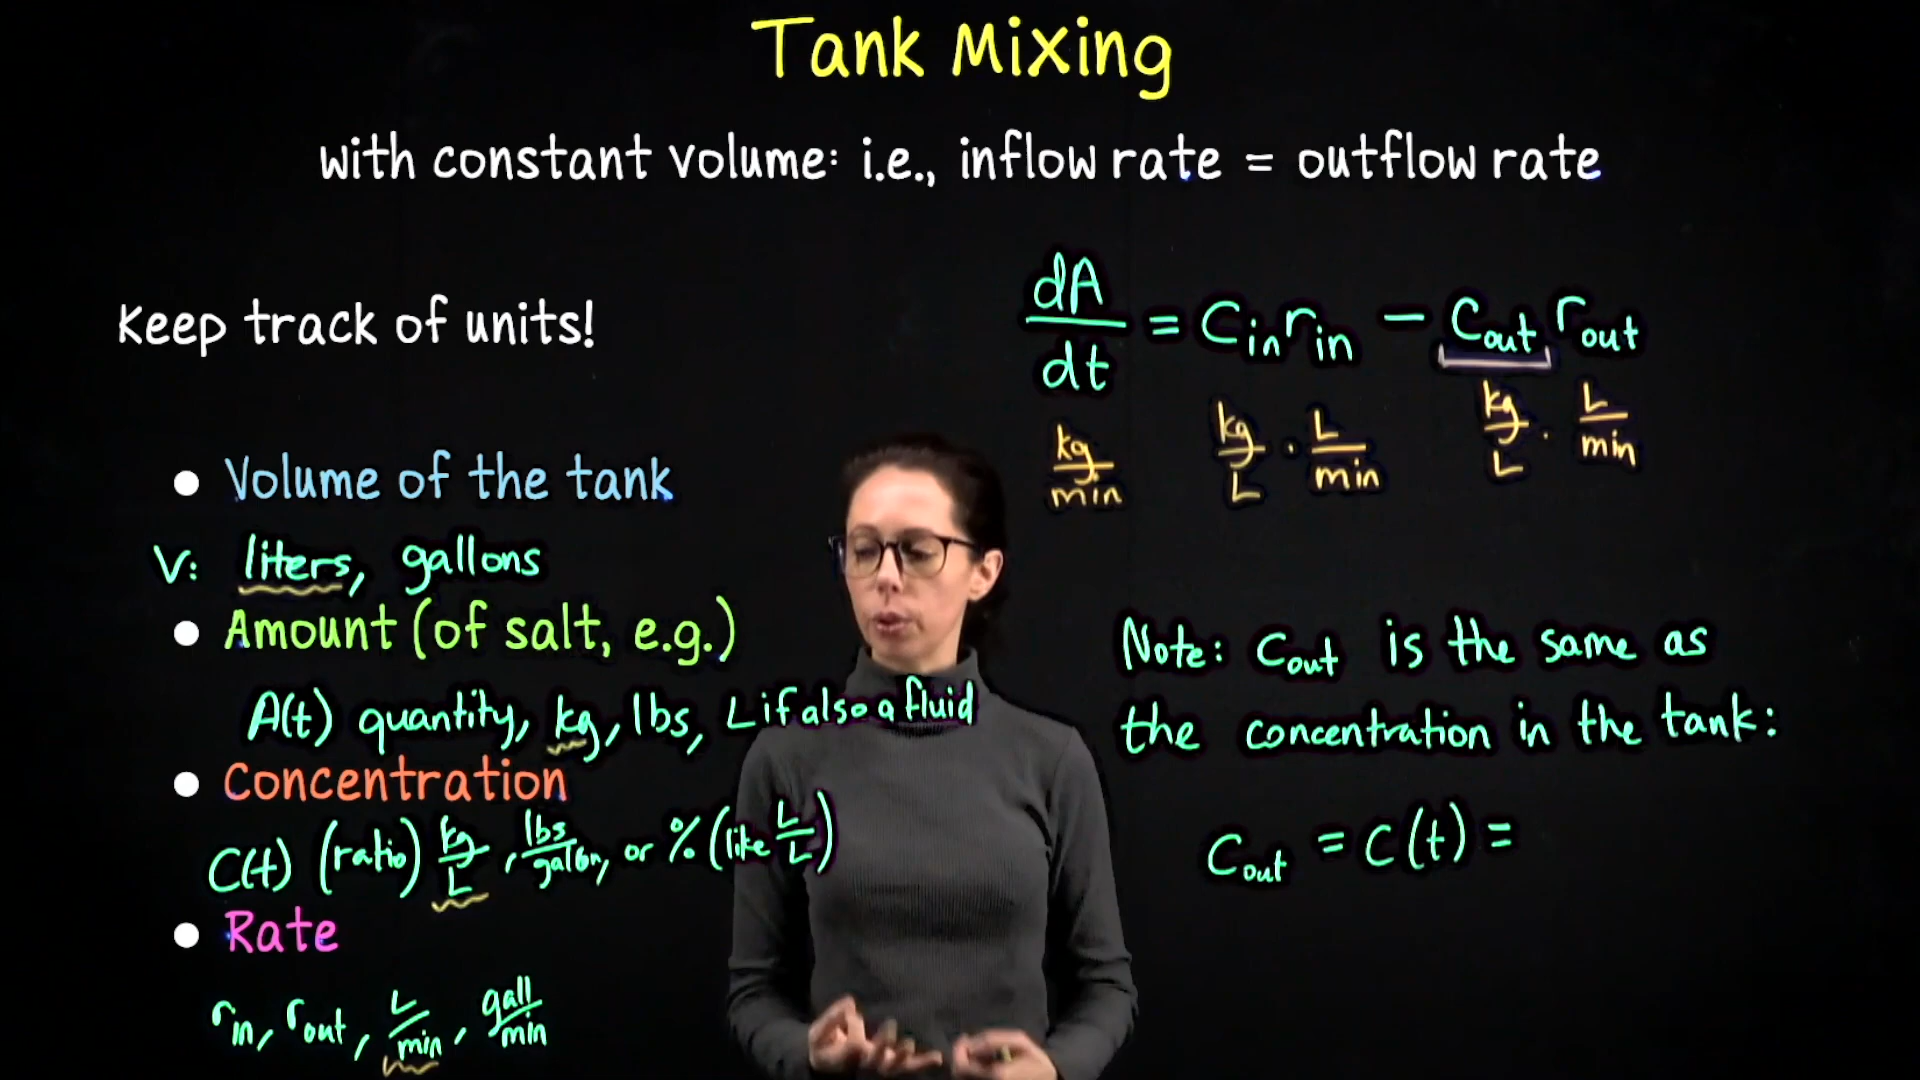 Tank Mixing
with constant volume: i.e., inflow rate = outflow rate
Keep track of units!
• Volume of the tank
V: liters, gallons
• Amount (of salt, e.g.)
A(t) quantity, kg, lbs, L if also a fluid
• Concentration
C(t) (ratio) kg/L, lbs/gallon, or % (like L/L)
• Rate
r_in, r_out, L/min, gall/min
dA/dt = C_in r_in - C_out r_out
kg/min kg/L · L/min kg/L · L/min
Note: C_out is the same as
the concentration in the tank:
C_out = C(t) =